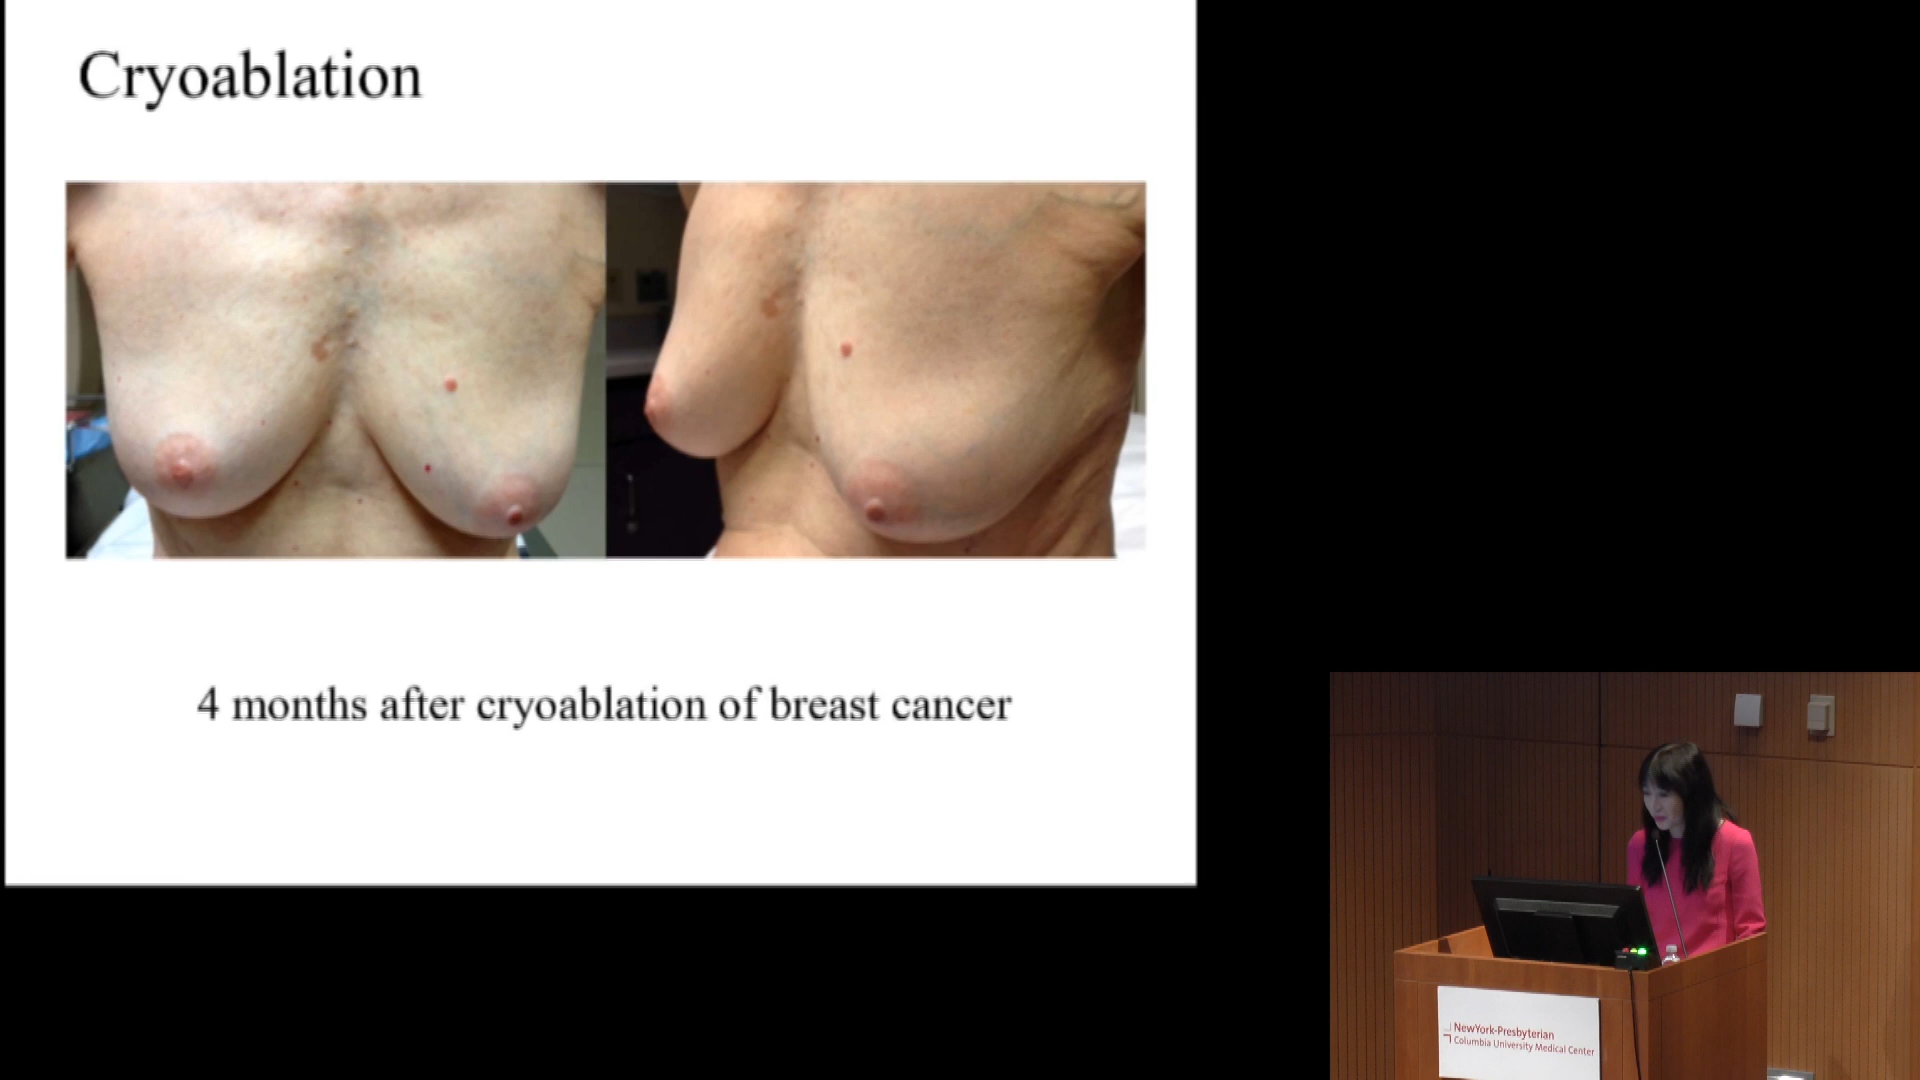 Cryoablation
4 months after cryoablation of breast cancer
NewYork-Presbyterian
Columbia University Medical Center